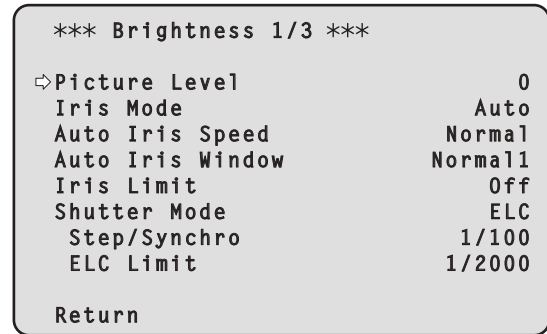 *** Brightness 1/3 ***
⇨Picture Level 0
Iris Mode Auto
Auto Iris Speed Normal
Auto Iris Window Normal1
Iris Limit Off
Shutter Mode ELC
Step/Synchro 1/100
ELC Limit 1/2000
Return